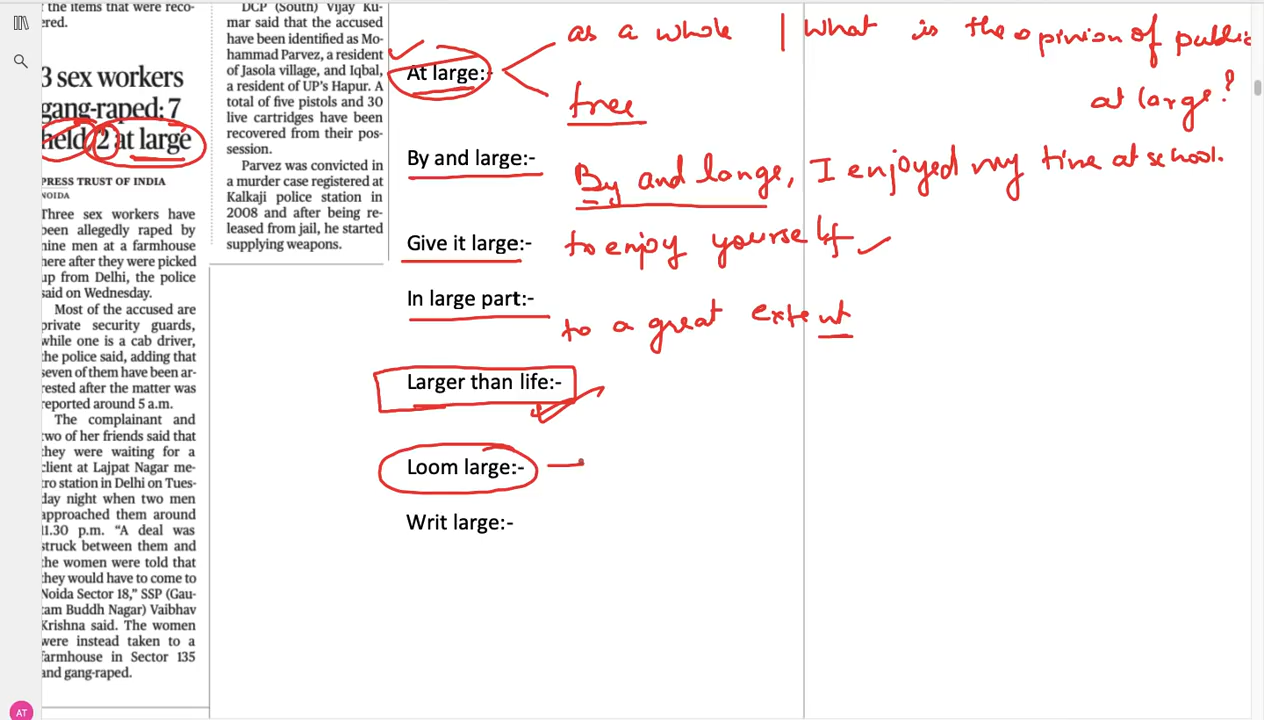 the items that were reco-
ered.
3 sex workers
gang-raped; 7
held, 2 at large
PRESS TRUST OF INDIA
NOIDA
Three sex workers have
been allegedly raped by
nine men at a farmhouse
here after they were picked
up from Delhi, the police
said on Wednesday.
Most of the accused are
private security guards,
while one is a cab driver,
the police said, adding that
seven of them have been ar-
rested after the matter was
reported around 5 a.m.
The complainant and
two of her friends said that
they were waiting for a
client at Lajpat Nagar me-
tro station in Delhi on Tues-
day night when two men
approached them around
11.30 p.m. “A deal was
struck between them and
the women were told that
they would have to come to
Noida Sector 18,” SSP (Gau-
tam Buddh Nagar) Vaibhav
Krishna said. The women
were instead taken to a
farmhouse in Sector 135
and gang-raped.
DCP (South) Vijay Ku-
mar said that the accused
have been identified as Mo-
hammad Parvez, a resident
of Jasola village, and Iqbal,
a resident of UP's Hapur. A
total of five pistols and 30
live cartridges have been
recovered from their pos-
session.
Parvez was convicted in
a murder case registered at
Kalkaji police station in
2008 and after being re-
leased from jail, he started
supplying weapons.
as a whole | What is the opinion of public
At large:-
free
at large?
By and large:-
By and large, I enjoyed my time at school.
Give it large:-
to enjoy yourself
In large part:-
to a great extent
Larger than life:-
Loom large:-
Writ large:-
AT